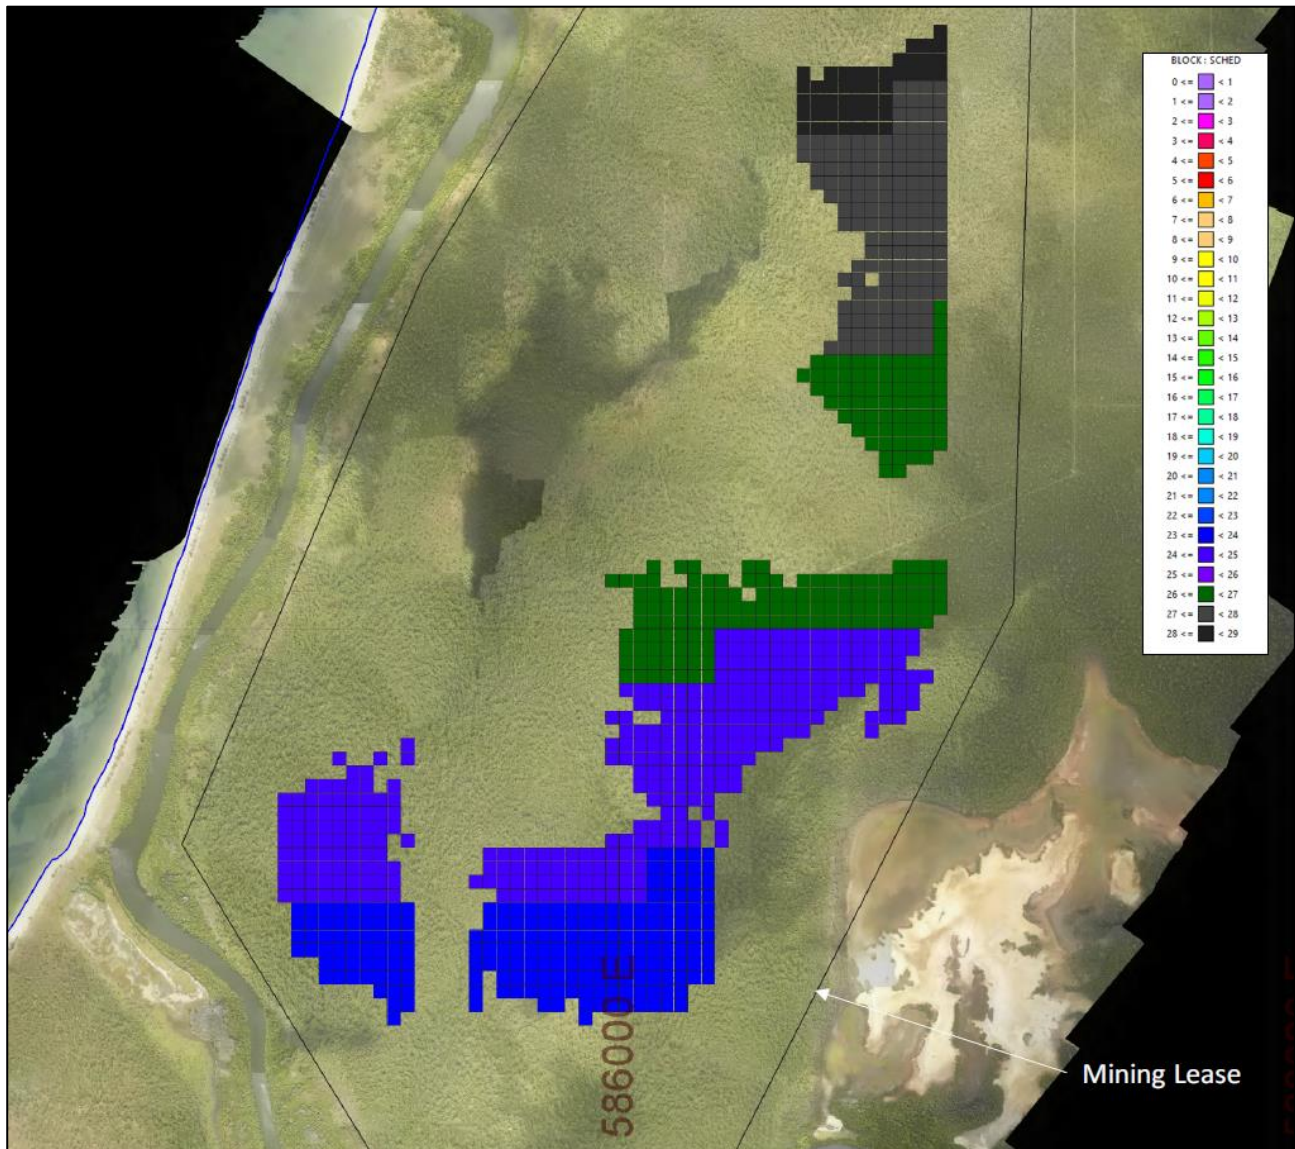 BLOCK : SCHED
0 <= < 1
1 <= < 2
2 <= < 3
3 <= < 4
4 <= < 5
5 <= < 6
6 <= < 7
7 <= < 8
8 <= < 9
9 <= < 10
10 <= < 11
11 <= < 12
12 <= < 13
13 <= < 14
14 <= < 15
15 <= < 16
16 <= < 17
17 <= < 18
18 <= < 19
19 <= < 20
20 <= < 21
21 <= < 22
22 <= < 23
23 <= < 24
24 <= < 25
25 <= < 26
26 <= < 27
27 <= < 28
28 <= < 29
586000 E
Mining Lease